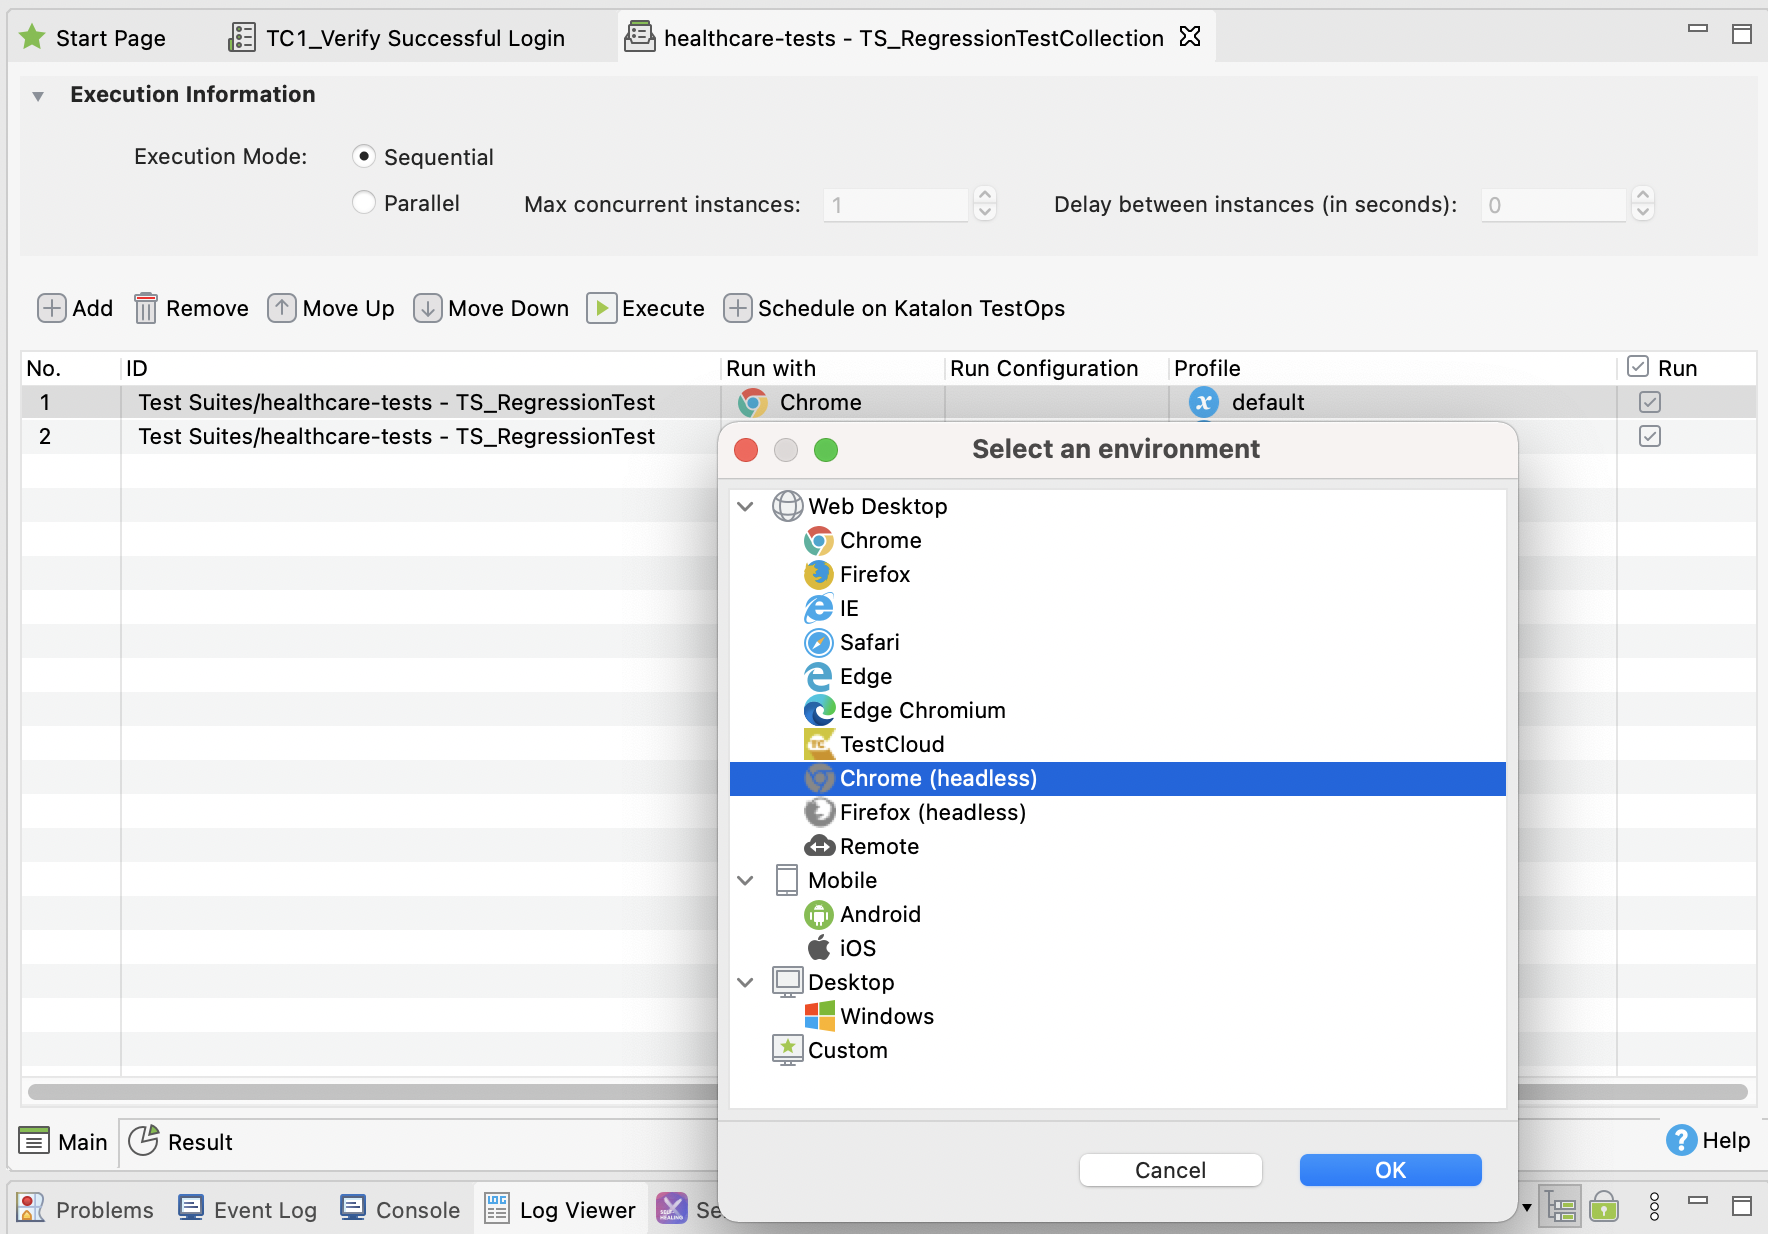 Start Page
TC1_Verify Successful Login
healthcare-tests - TS_RegressionTestCollection
Execution Information
Execution Mode:
Sequential
Parallel
Max concurrent instances:
1
Delay between instances (in seconds):
0
Add
Remove
Move Up
Move Down
Execute
Schedule on Katalon TestOps
No.
ID
Run with
Run Configuration
Profile
Run
1
Test Suites/healthcare-tests - TS_RegressionTest
Chrome
x
default
2
Test Suites/healthcare-tests - TS_RegressionTest
Select an environment
Web Desktop
Chrome
Firefox
IE
Safari
Edge
Edge Chromium
TC
TestCloud
Chrome (headless)
Firefox (headless)
Remote
Mobile
Android
iOS
Desktop
Windows
Custom
Cancel
OK
Main
Result
? Help
Problems
Event Log
Console
LOG
Log Viewer
SELF-HEALING